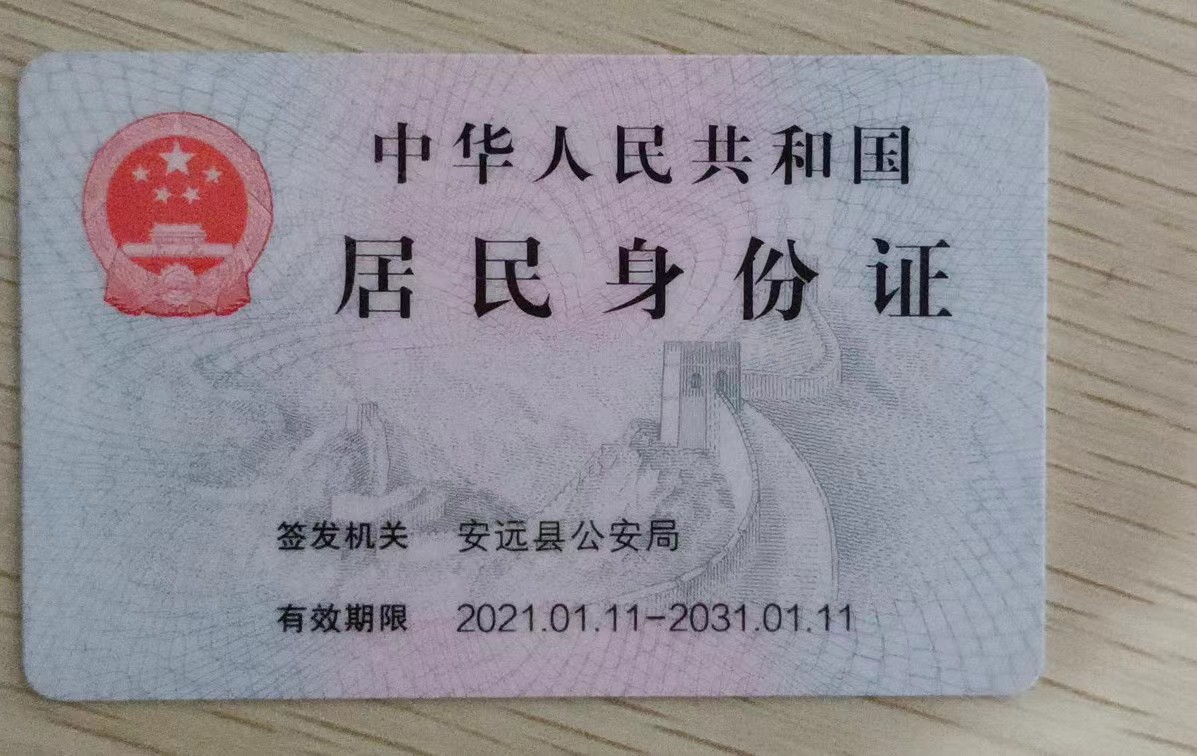 中华人民共和国
居民身份证
签发机关 安远县公安局
有效期限 2021.01.11-2031.01.11